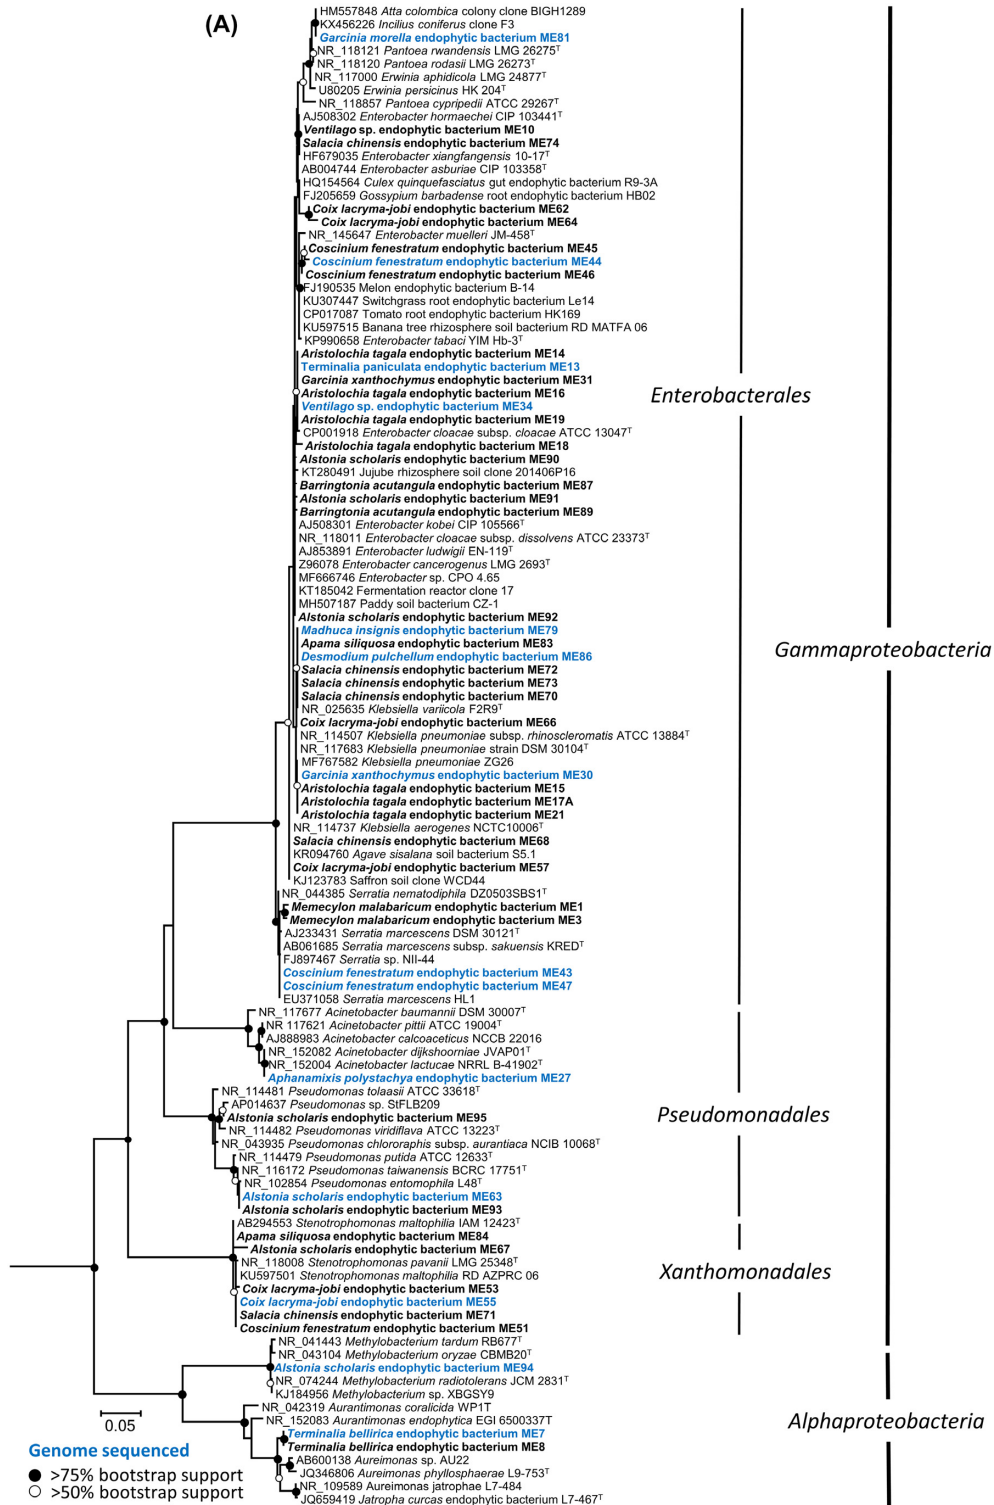 (A)
HM557848 Atta colombica colony clone BIGH1289
KX456226 Incilius coniferus clone F3
Garcinia morella endophytic bacterium ME81
NR_118121 Pantoea rwandensis LMG 26275ᵀ
NR_118120 Pantoea rodasii LMG 26273ᵀ
NR_117000 Erwinia aphidicola LMG 24877ᵀ
U80205 Erwinia persicinus HK 204ᵀ
NR_118857 Pantoea cypripedii ATCC 29267ᵀ
AJ508302 Enterobacter hormaechei CIP 103441ᵀ
Ventilago sp. endophytic bacterium ME10
Salacia chinensis endophytic bacterium ME74
HF679035 Enterobacter xiangfangensis 10-17ᵀ
AB004744 Enterobacter asburiae CIP 103358ᵀ
HQ154564 Culex quinquefasciatus gut endophytic bacterium R9-3A
FJ205659 Gossypium barbadense root endophytic bacterium HB02
Coix lacryma-jobi endophytic bacterium ME62
Coix lacryma-jobi endophytic bacterium ME64
NR_145647 Enterobacter muelleri JM-458ᵀ
Coscinium fenestratum endophytic bacterium ME45
Coscinium fenestratum endophytic bacterium ME44
Coscinium fenestratum endophytic bacterium ME46
FJ190535 Melon endophytic bacterium B-14
KU307447 Switchgrass root endophytic bacterium Le14
CP017087 Tomato root endophytic bacterium HK169
KU597515 Banana tree rhizosphere soil bacterium RD MATFA 06
KP990658 Enterobacter tabaci YIM Hb-3ᵀ
Aristolochia tagala endophytic bacterium ME14
Terminalia paniculata endophytic bacterium ME13
Garcinia xanthochymus endophytic bacterium ME31
Aristolochia tagala endophytic bacterium ME16
Enterobacterales
Ventilago sp. endophytic bacterium ME34
Aristolochia tagala endophytic bacterium ME19
CP001918 Enterobacter cloacae subsp. cloacae ATCC 13047ᵀ
Aristolochia tagala endophytic bacterium ME18
Alstonia scholaris endophytic bacterium ME90
KT280491 Jujube rhizosphere soil clone 201406P16
Barringtonia acutangula endophytic bacterium ME87
Alstonia scholaris endophytic bacterium ME91
Barringtonia acutangula endophytic bacterium ME89
AJ508301 Enterobacter kobei CIP 105566ᵀ
NR_118011 Enterobacter cloacae subsp. dissolvens ATCC 23373ᵀ
AJ853891 Enterobacter ludwigii EN-119ᵀ
Z96078 Enterobacter cancerogenus LMG 2693ᵀ
MF666746 Enterobacter sp. CPO 4.65
KT185042 Fermentation reactor clone 17
MH507187 Paddy soil bacterium CZ-1
Alstonia scholaris endophytic bacterium ME92
Madhuca insignis endophytic bacterium ME79
Apama siliquosa endophytic bacterium ME83
Gammaproteobacteria
Desmodium pulchellum endophytic bacterium ME86
Salacia chinensis endophytic bacterium ME72
Salacia chinensis endophytic bacterium ME73
Salacia chinensis endophytic bacterium ME70
NR_025635 Klebsiella variicola F2R9ᵀ
Coix lacryma-jobi endophytic bacterium ME66
NR_114507 Klebsiella pneumoniae subsp. rhinoscleromatis ATCC 13884ᵀ
NR_117683 Klebsiella pneumoniae strain DSM 30104ᵀ
MF767582 Klebsiella pneumoniae ZG26
Garcinia xanthochymus endophytic bacterium ME30
Aristolochia tagala endophytic bacterium ME15
Aristolochia tagala endophytic bacterium ME17A
Aristolochia tagala endophytic bacterium ME21
NR_114737 Klebsiella aerogenes NCTC10006ᵀ
Salacia chinensis endophytic bacterium ME68
KR094760 Agave sisalana soil bacterium S5.1
Coix lacryma-jobi endophytic bacterium ME57
KJ123783 Saffron soil clone WCD44
NR_044385 Serratia nematodiphila DZ0503SBS1ᵀ
Memecylon malabaricum endophytic bacterium ME1
Memecylon malabaricum endophytic bacterium ME3
AJ233431 Serratia marcescens DSM 30121ᵀ
AB061685 Serratia marcescens subsp. sakuensis KREDᵀ
FJ897467 Serratia sp. NII-44
Coscinium fenestratum endophytic bacterium ME43
Coscinium fenestratum endophytic bacterium ME47
EU371058 Serratia marcescens HL1
NR_117677 Acinetobacter baumannii DSM 30007ᵀ
NR 117621 Acinetobacter pittii ATCC 19004ᵀ
AJ888983 Acinetobacter calcoaceticus NCCB 22016
NR_152082 Acinetobacter dijkshoorniae JVAP01ᵀ
NR_152004 Acinetobacter lactucae NRRL B-41902ᵀ
Aphanamixis polystachya endophytic bacterium ME27
NR_114481 Pseudomonas tolaasii ATCC 33618ᵀ
AP014637 Pseudomonas sp. StFLB209
Pseudomonadales
Alstonia scholaris endophytic bacterium ME95
NR_114482 Pseudomonas viridiflava ATCC 13223ᵀ
NR_043935 Pseudomonas chlororaphis subsp. aurantiaca NCIB 10068ᵀ
NR_114479 Pseudomonas putida ATCC 12633ᵀ
NR_116172 Pseudomonas taiwanensis BCRC 17751ᵀ
NR_102854 Pseudomonas entomophila L48ᵀ
Alstonia scholaris endophytic bacterium ME63
Alstonia scholaris endophytic bacterium ME93
AB294553 Stenotrophomonas maltophilia IAM 12423ᵀ
Apama siliquosa endophytic bacterium ME84
Alstonia scholaris endophytic bacterium ME67
NR_118008 Stenotrophomonas pavanii LMG 25348ᵀ
Xanthomonadales
KU597501 Stenotrophomonas maltophilia RD AZPRC 06
Coix lacryma-jobi endophytic bacterium ME53
Coix lacryma-jobi endophytic bacterium ME55
Salacia chinensis endophytic bacterium ME71
Coscinium fenestratum endophytic bacterium ME51
NR_041443 Methylobacterium tardum RB677ᵀ
NR_043104 Methylobacterium oryzae CBMB20ᵀ
Alstonia scholaris endophytic bacterium ME94
NR_074244 Methylobacterium radiotolerans JCM 2831ᵀ
KJ184956 Methylobacterium sp. XBGSY9
NR_042319 Aurantimonas coralicida WP1T
NR_152083 Aurantimonas endophytica EGI 6500337T
Alphaproteobacteria
Terminalia bellirica endophytic bacterium ME7
Terminalia bellirica endophytic bacterium ME8
AB600138 Aureimonas sp. AU22
JQ346806 Aureimonas phyllosphaerae L9-753ᵀ
NR_109589 Aureimonas jatrophae L7-484
JQ659419 Jatropha curcas endophytic bacterium L7-467ᵀ
0.05
Genome sequenced
>75% bootstrap support
>50% bootstrap support